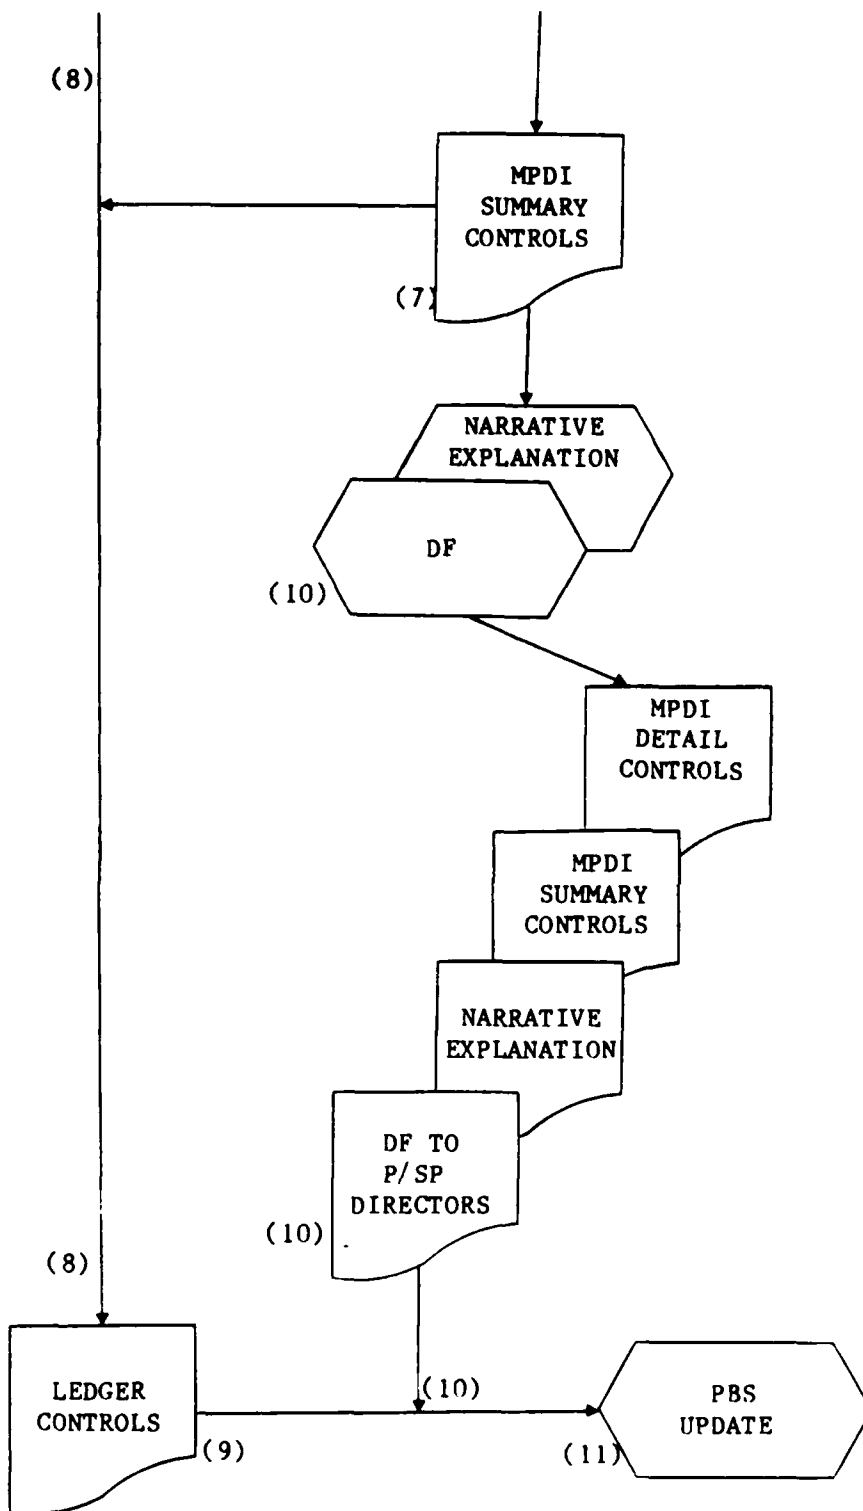 (8)
MPDI
SUMMARY
CONTROLS
(7)
NARRATIVE
EXPLANATION
DF
(10)
MPDI
DETAIL
CONTROLS
MPDI
SUMMARY
CONTROLS
NARRATIVE
EXPLANATION
DF TO
P/SP
DIRECTORS
(10)
(8)
LEDGER
CONTROLS
(9)
(10)
PBS
UPDATE
(11)